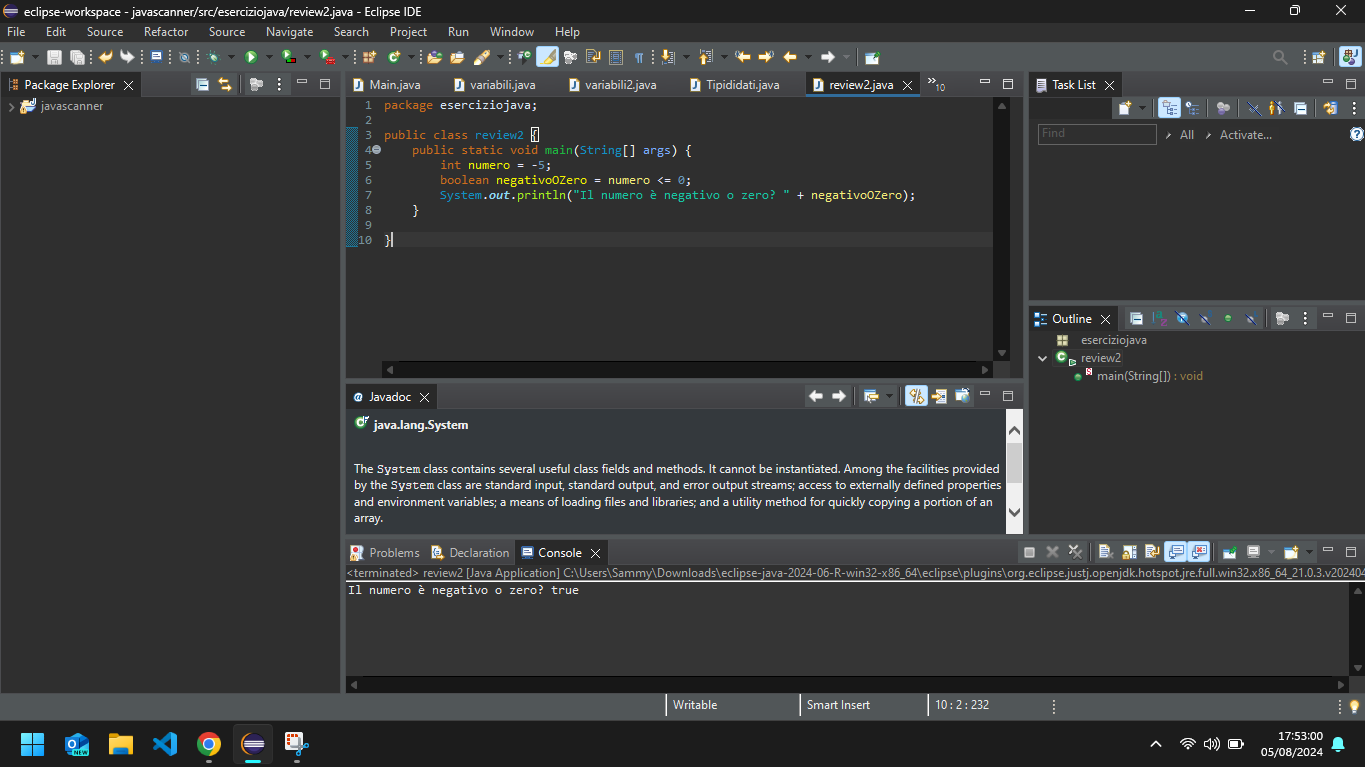 eclipse-workspace - javascanner/src/eserciziojava/review2.java - Eclipse IDE
File Edit Source Refactor Source Navigate Search Project Run Window Help
Package Explorer
javascanner
Main.java variabili.java variabili2.java Tipididati.java review2.java »10
1 package eserciziojava;
2
3 public class review2 {
4 public static void main(String[] args) {
5 int numero = -5;
6 boolean negativoOZero = numero <= 0;
7 System.out.println("Il numero è negativo o zero? " + negativoOZero);
8 }
9
10 }
Task List
Find All Activate...
Outline
eserciziojava
review2
main(String[]) : void
Javadoc
java.lang.System
The System class contains several useful class fields and methods. It cannot be instantiated. Among the facilities provided
by the System class are standard input, standard output, and error output streams; access to externally defined properties
and environment variables; a means of loading files and libraries; and a utility method for quickly copying a portion of an
array.
Problems Declaration Console
<terminated> review2 [Java Application] C:\Users\Sammy\Downloads\eclipse-java-2024-06-R-win32-x86_64\eclipse\plugins\org.eclipse.justj.openjdk.hotspot.jre.full.win32.x86_64_21.0.3.v202404
Il numero è negativo o zero? true
Writable Smart Insert 10 : 2 : 232
NEW
17:53:00
05/08/2024